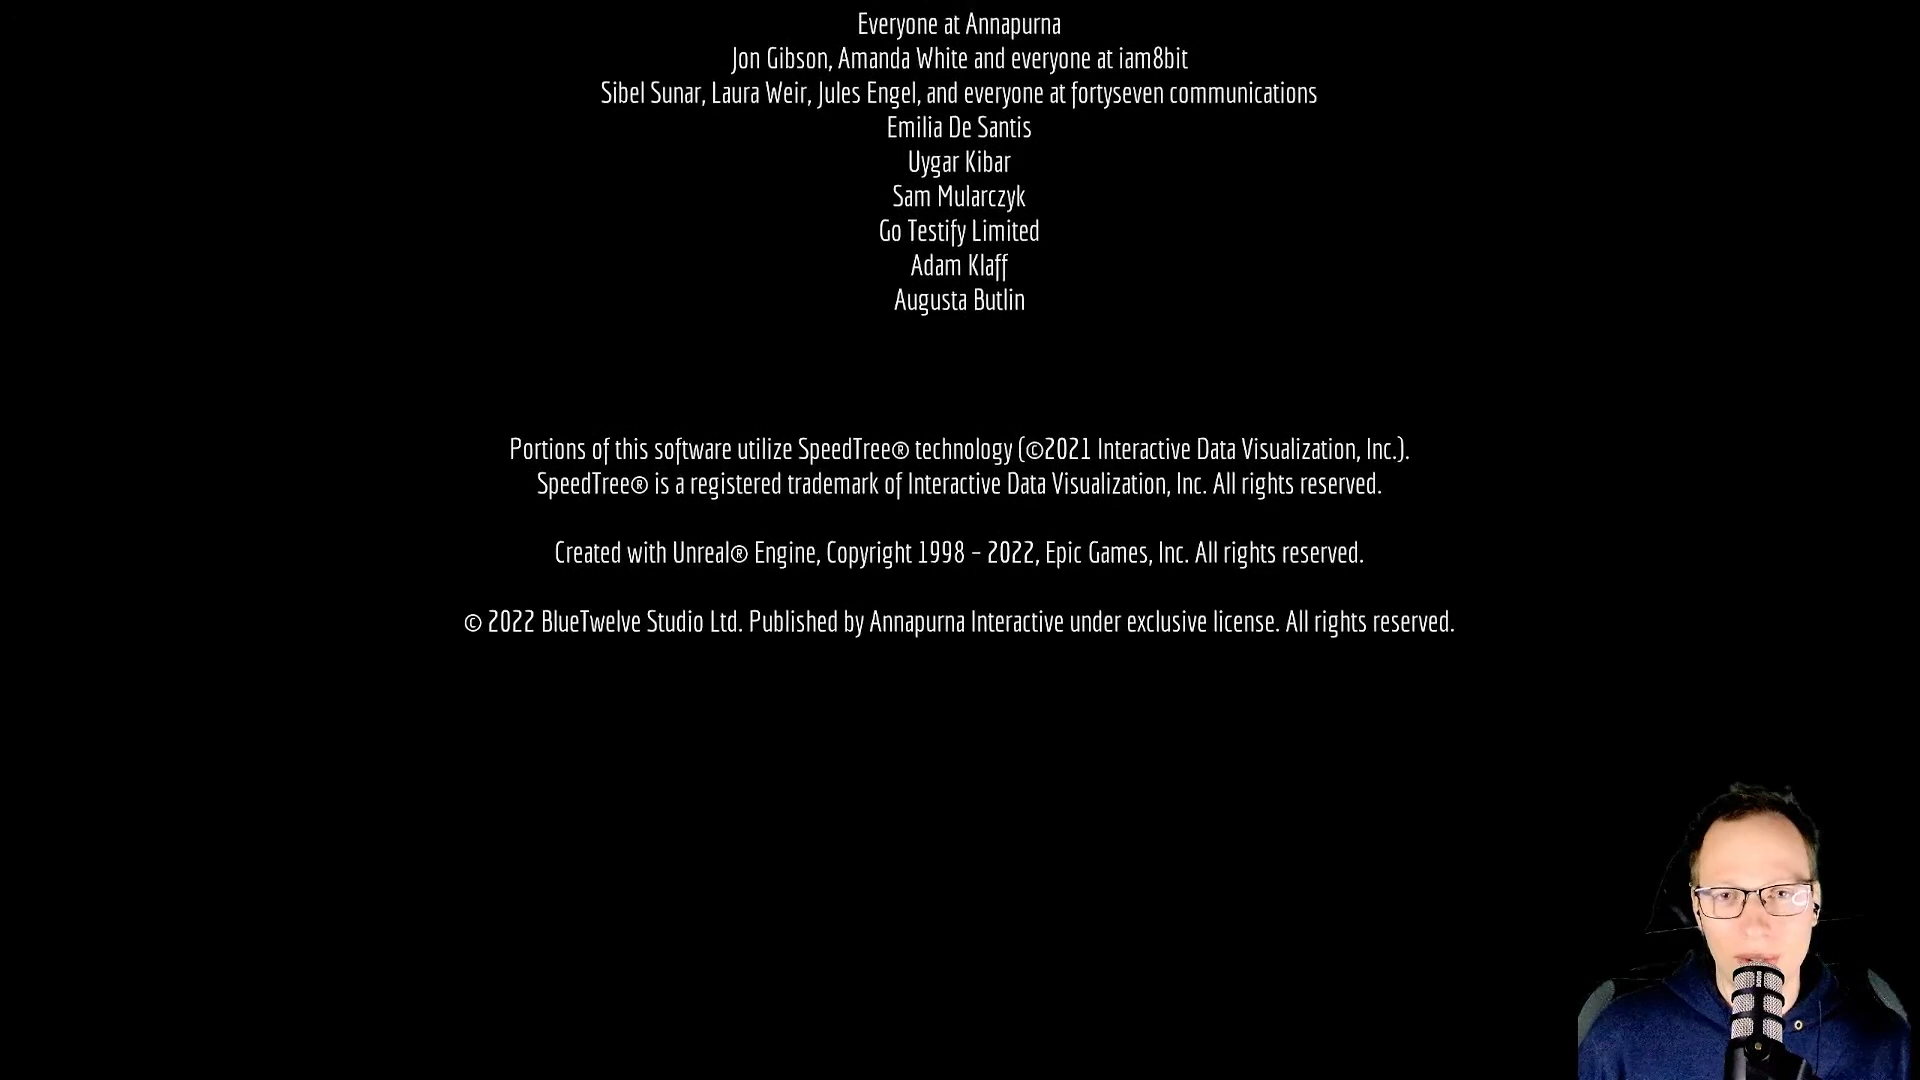 Everyone at Annapurna
Jon Gibson, Amanda White and everyone at iam8bit
Sibel Sunar, Laura Weir, Jules Engel, and everyone at fortyseven communications
Emilia De Santis
Uygar Kibar
Sam Mularczyk
Go Testify Limited
Adam Klaff
Augusta Butlin
Portions of this software utilize SpeedTree® technology (©2021 Interactive Data Visualization, Inc.).
SpeedTree® is a registered trademark of Interactive Data Visualization, Inc. All rights reserved.
Created with Unreal® Engine, Copyright 1998 – 2022, Epic Games, Inc. All rights reserved.
© 2022 BlueTwelve Studio Ltd. Published by Annapurna Interactive under exclusive license. All rights reserved.